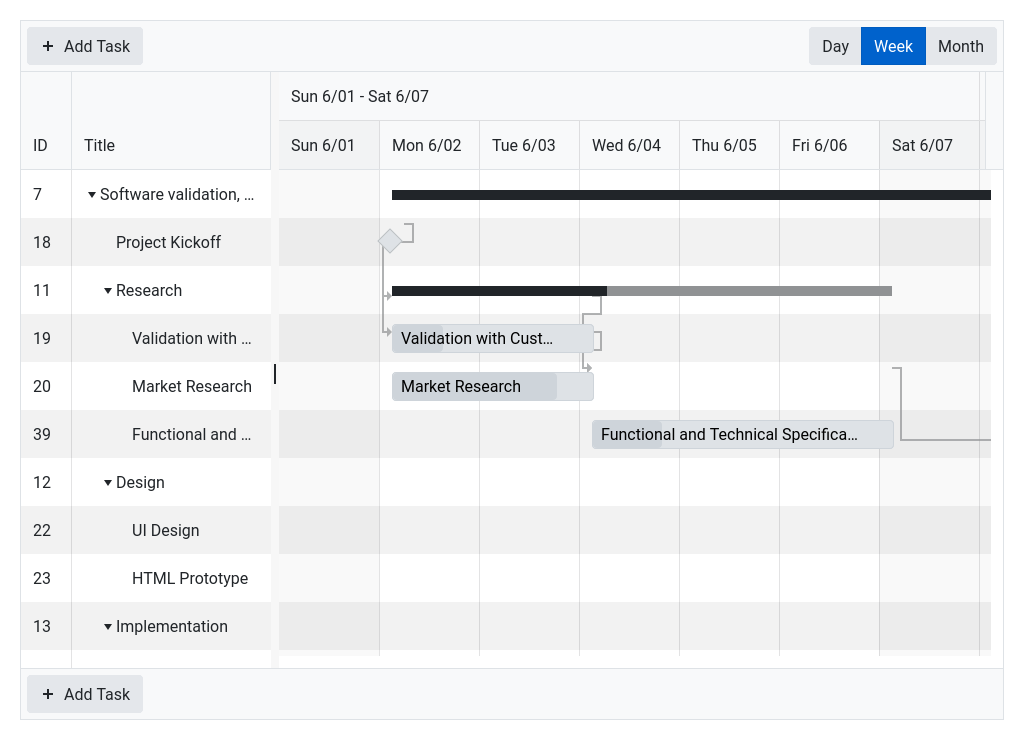 Add Task
Day Week Month
Sun 6/01 - Sat 6/07
ID Title Sun 6/01 Mon 6/02 Tue 6/03 Wed 6/04 Thu 6/05 Fri 6/06 Sat 6/07
7 Software validation, …
18 Project Kickoff
11 Research
19 Validation with … Validation with Cust…
20 Market Research Market Research
39 Functional and … Functional and Technical Specifica…
12 Design
22 UI Design
23 HTML Prototype
13 Implementation
Add Task